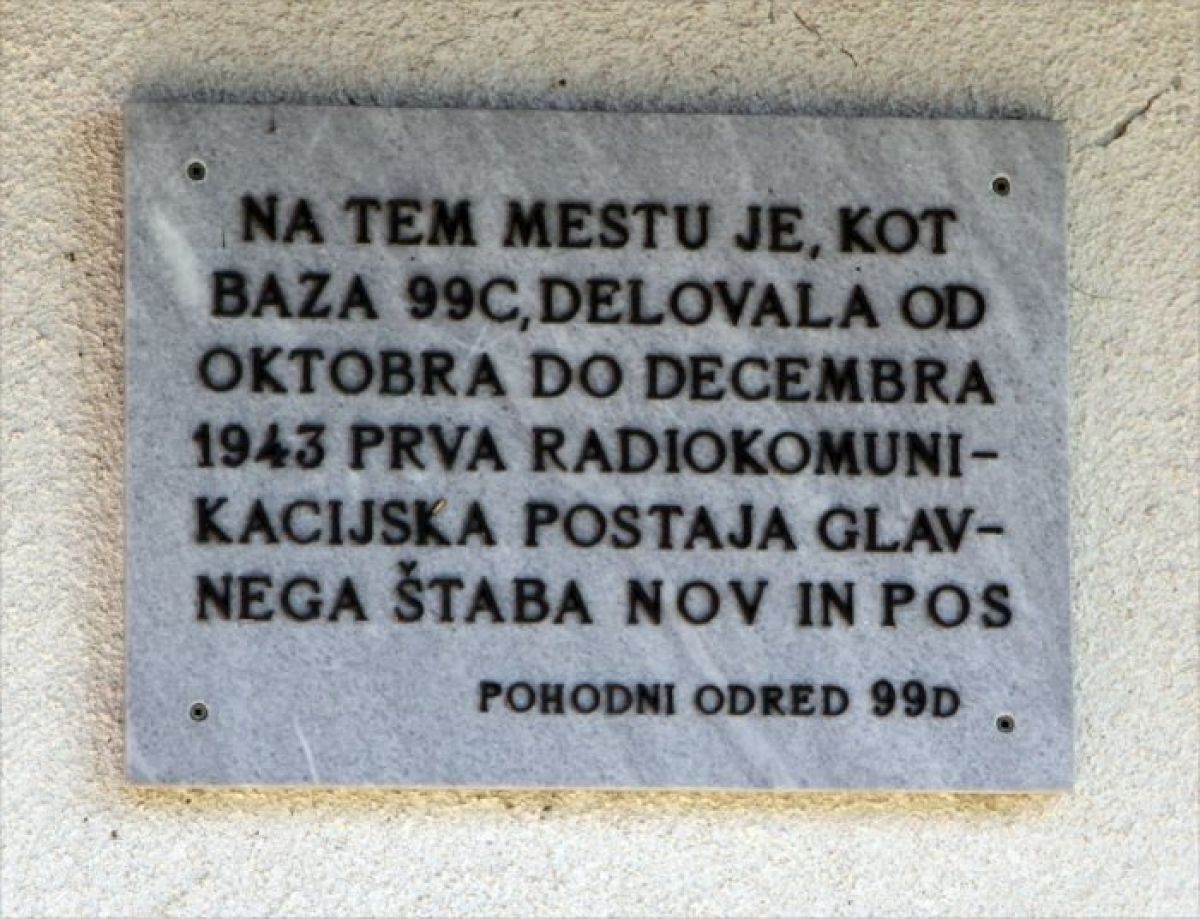 NA TEM MESTU JE, KOT
BAZA 99C, DELOVALA OD
OKTOBRA DO DECEMBRA
1943 PRVA RADIOKOMUNI-
KACIJSKA POSTAJA GLAV-
NEGA ŠTABA NOV IN POS
POHODNI ODRED 99D